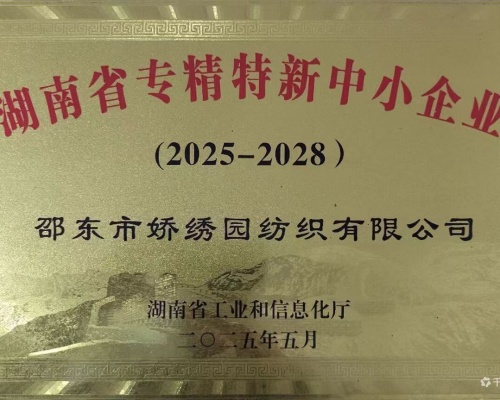 湖南省专精特新中小企业
(2025-2028)
邵东市娇绣园纺织有限公司
湖南省工业和信息化厅
二〇二五年五月